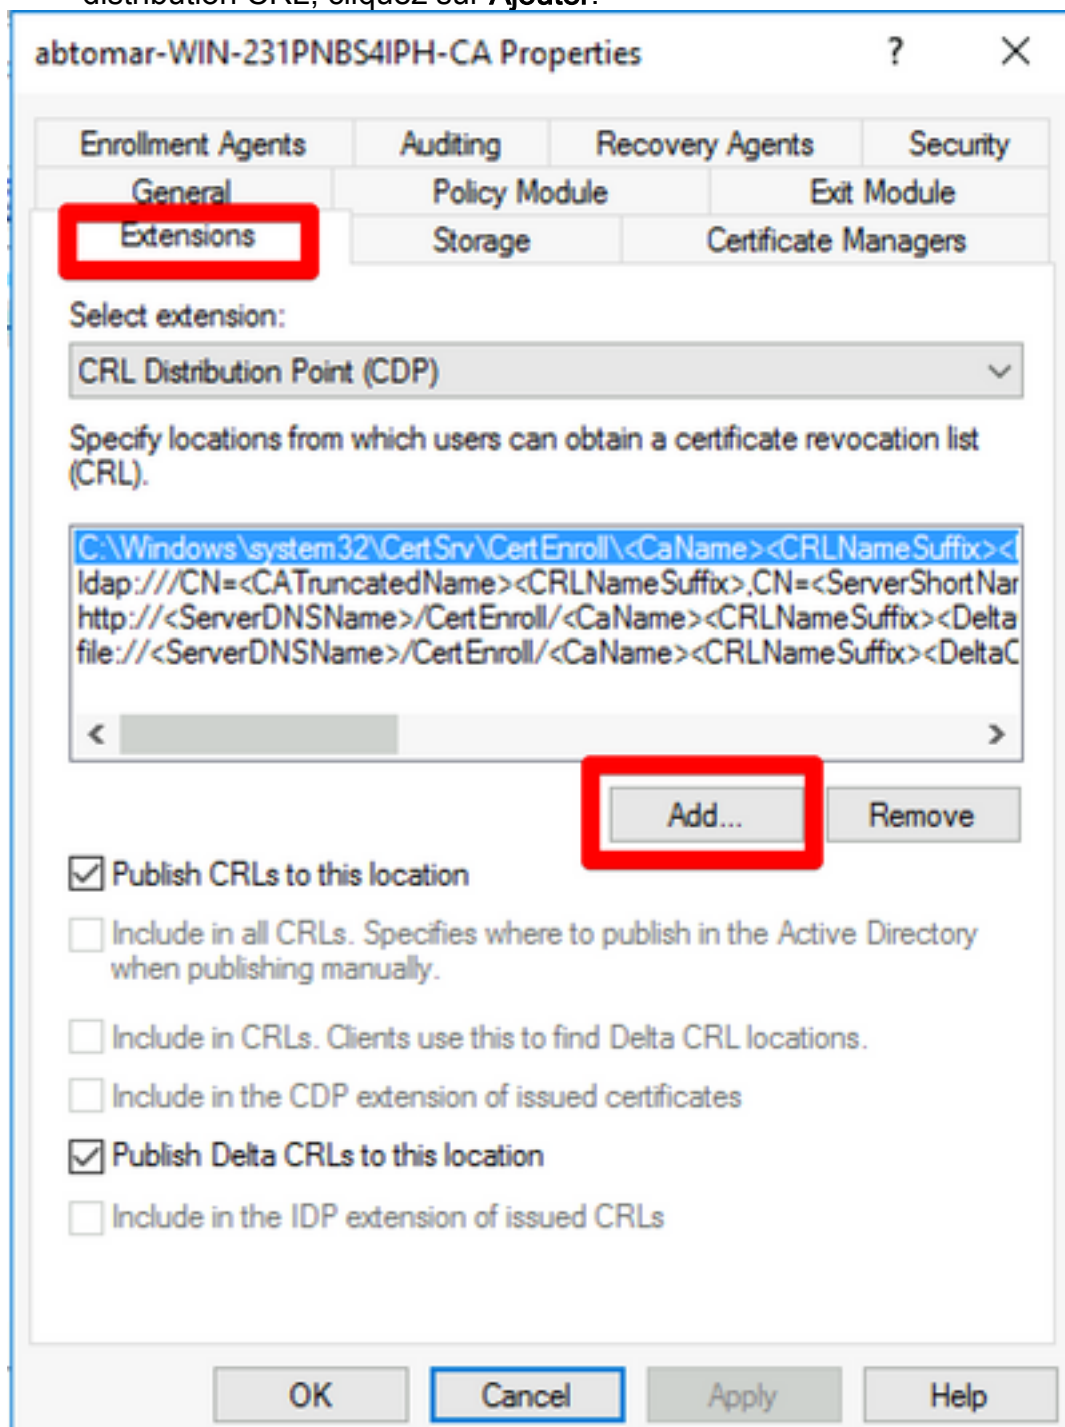 distribution CRL, cliquez sur Ajouter.
abtomar-WIN-231PNBS4IPH-CA Properties ? ×
Enrollment Agents Auditing Recovery Agents Security
General Policy Module Exit Module
Extensions Storage Certificate Managers
Select extension:
CRL Distribution Point (CDP)
Specify locations from which users can obtain a certificate revocation list
(CRL).
C:\Windows\system32\CertSrv\CertEnroll\<CaName><CRLNameSuffix><
ldap:///CN=<CATruncatedName><CRLNameSuffix>,CN=<ServerShortNar
http://<ServerDNSName>/CertEnroll/<CaName><CRLNameSuffix><Delta
file://<ServerDNSName>/CertEnroll/<CaName><CRLNameSuffix><DeltaC
Add... Remove
Publish CRLs to this location
Include in all CRLs. Specifies where to publish in the Active Directory
when publishing manually.
Include in CRLs. Clients use this to find Delta CRL locations.
Include in the CDP extension of issued certificates
Publish Delta CRLs to this location
Include in the IDP extension of issued CRLs
OK Cancel Apply Help